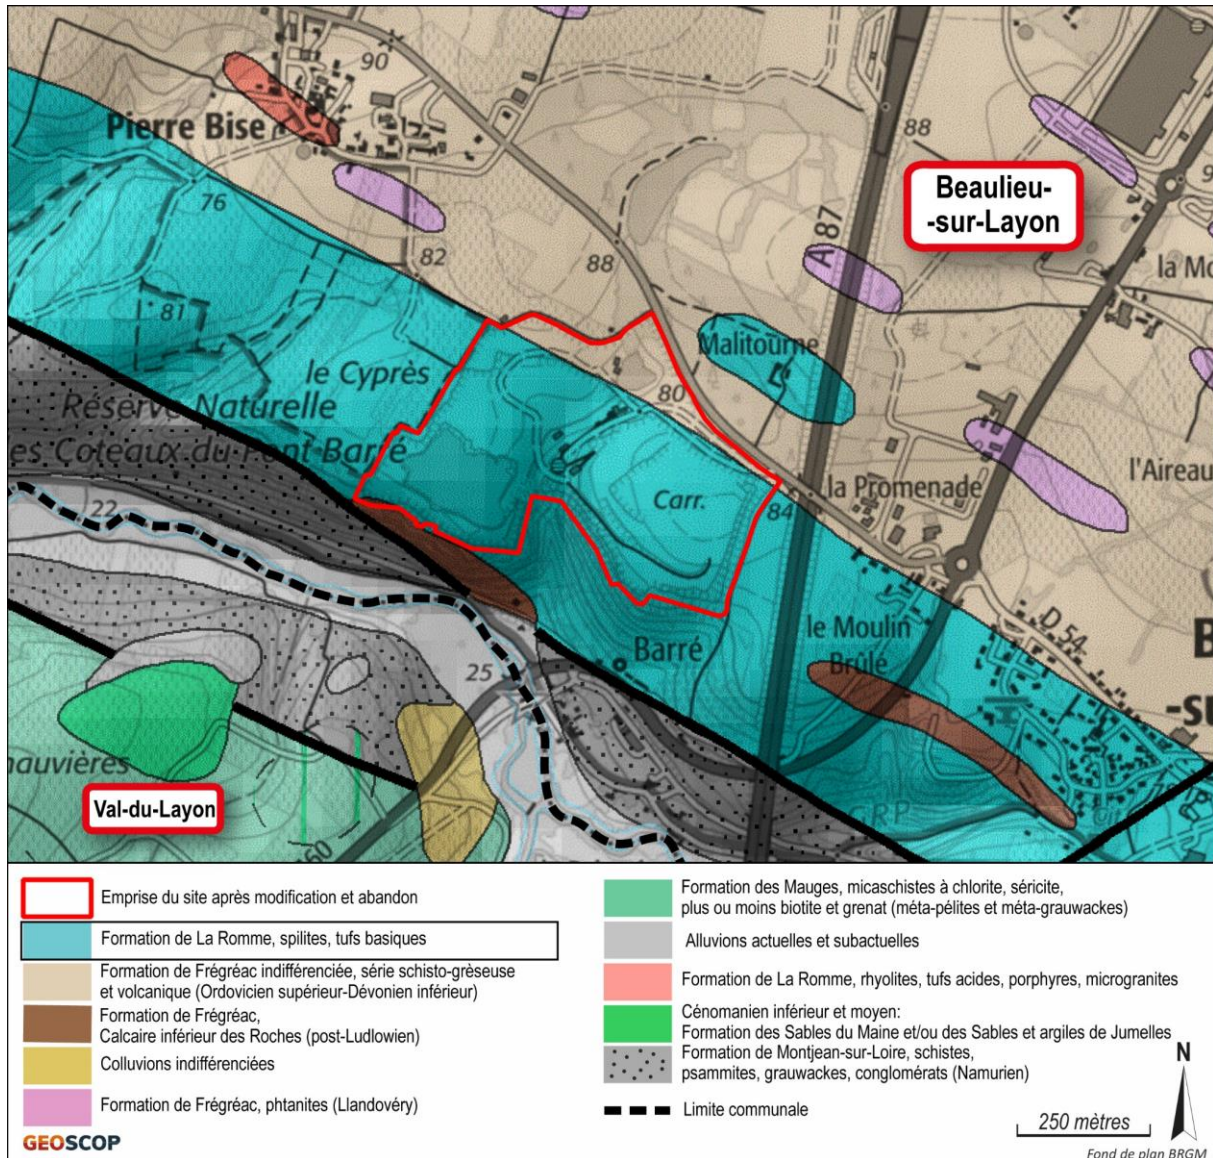 90
Pierre Bise
88
Beaulieu-
-sur-Layon
76
A 87
82
88
la Mo
81
Malitourne
le Cyprès
80
Réserve Naturelle
es Coteaux du Pont Barré
l'Aireau
Carr.
la Promenade
84
22
D 54
le Moulin
Brûlé
Barré
B
-su
25
hauvières
Val-du-Layon
60
Emprise du site après modification et abandon
Formation de La Romme, spilites, tufs basiques
Formation de Frégréac indifférenciée, série schisto-grèseuse
et volcanique (Ordovicien supérieur-Dévonien inférieur)
Formation de Frégréac,
Calcaire inférieur des Roches (post-Ludlowien)
Colluvions indifférenciées
Formation de Frégréac, phtanites (Llandovéry)
GEOSCOP
Formation des Mauges, micaschistes à chlorite, séricite,
plus ou moins biotite et grenat (méta-pélites et méta-grauwackes)
Alluvions actuelles et subactuelles
Formation de La Romme, rhyolites, tufs acides, porphyres, microgranites
Cénomanien inférieur et moyen:
Formation des Sables du Maine et/ou des Sables et argiles de Jumelles
Formation de Montjean-sur-Loire, schistes,
psammites, grauwackes, conglomérats (Namurien)
Limite communale
N
250 mètres
Fond de plan BRGM